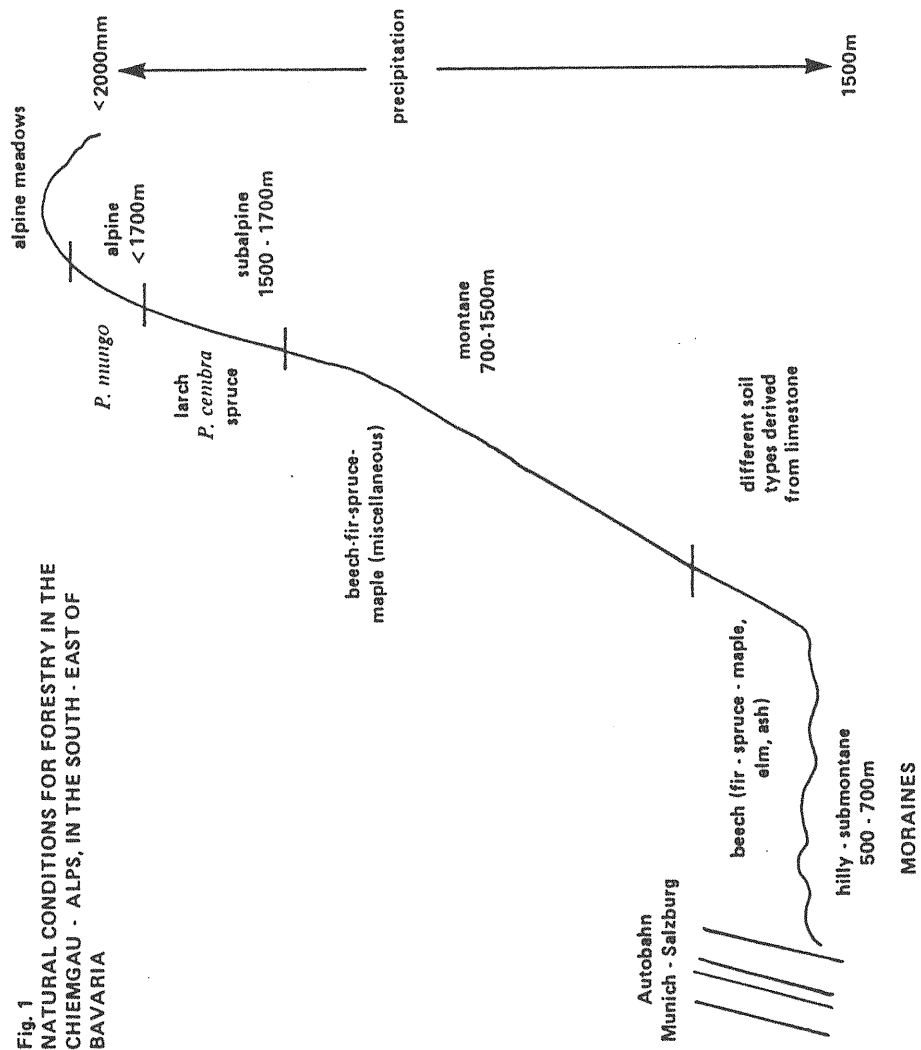 Fig. 1
NATURAL CONDITIONS FOR FORESTRY IN THE
CHIEMGAU - ALPS, IN THE SOUTH - EAST OF
BAVARIA
alpine meadows
<2000mm
P. mungo
alpine
<1700m
larch
P. cembra
spruce
subalpine
1500 - 1700m
precipitation
beech-fir-spruce-
maple (miscellaneous)
montane
700-1500m
different soil
types derived
from limestone
1500m
Autobahn
Munich - Salzburg
beech (fir - spruce - maple,
elm, ash)
hilly - submontane
500 - 700m
MORAINES